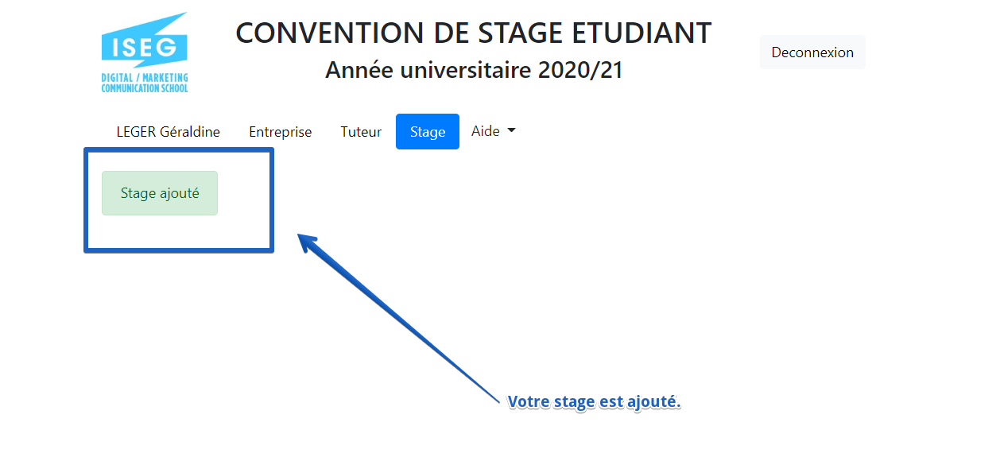 ISEG
DIGITAL / MARKETING
COMMUNICATION SCHOOL
CONVENTION DE STAGE ETUDIANT
Année universitaire 2020/21
Deconnexion
LEGER Géraldine Entreprise Tuteur Stage Aide
Stage ajouté
Votre stage est ajouté.